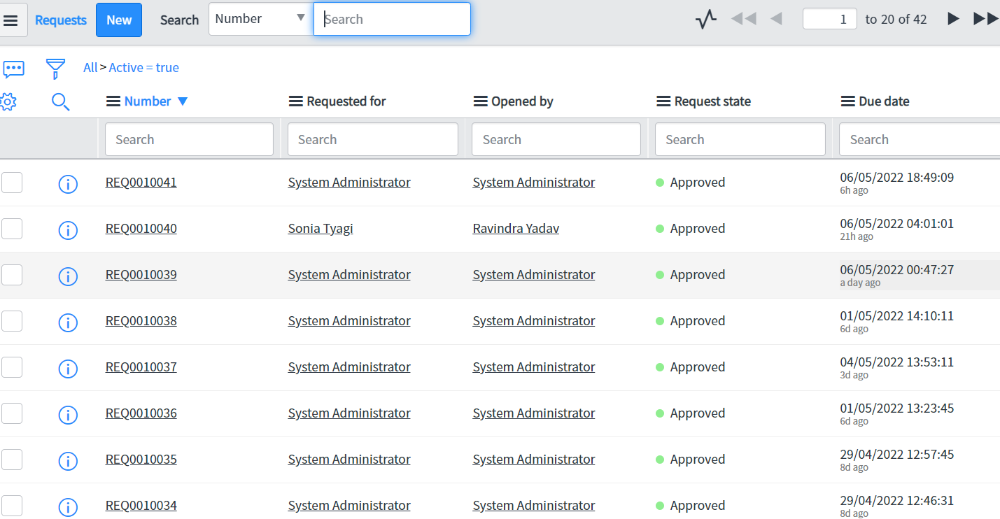 Requests New Search Number Search 1 to 20 of 42
All > Active = true
Number Requested for Opened by Request state Due date
Search Search Search Search Search
REQ0010041 System Administrator System Administrator Approved 06/05/2022 18:49:09
6h ago
REQ0010040 Sonia Tyagi Ravindra Yadav Approved 06/05/2022 04:01:01
21h ago
REQ0010039 System Administrator System Administrator Approved 06/05/2022 00:47:27
a day ago
REQ0010038 System Administrator System Administrator Approved 01/05/2022 14:10:11
6d ago
REQ0010037 System Administrator System Administrator Approved 04/05/2022 13:53:11
3d ago
REQ0010036 System Administrator System Administrator Approved 01/05/2022 13:23:45
6d ago
REQ0010035 System Administrator System Administrator Approved 29/04/2022 12:57:45
8d ago
REQ0010034 System Administrator System Administrator Approved 29/04/2022 12:46:31
8d ago